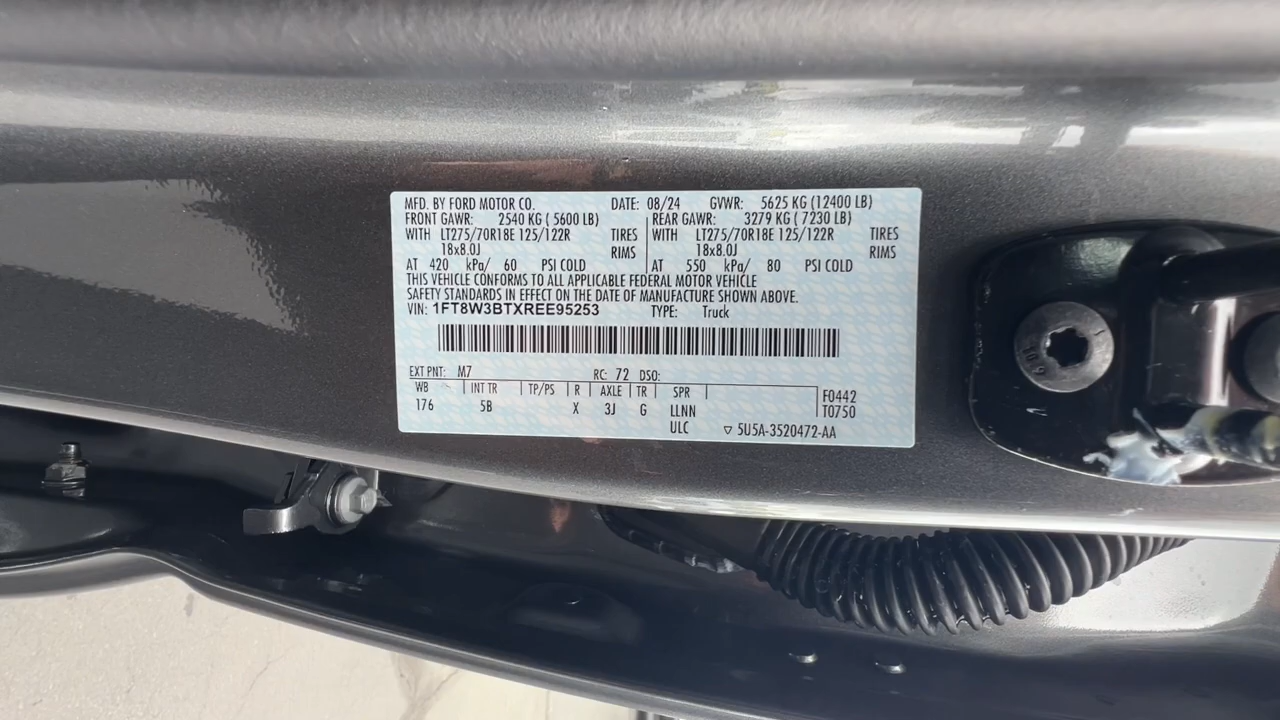 MFD. BY FORD MOTOR CO. DATE: 08/24 GVWR: 5625 KG (12400 LB)
FRONT GAWR: 2540 KG ( 5600 LB) REAR GAWR: 3279 KG ( 7230 LB)
WITH LT275/70R18E 125/122R TIRES WITH LT275/70R18E 125/122R TIRES
18x8.0J RIMS 18x8.0J RIMS
AT 420 kPa/ 60 PSI COLD AT 550 kPa/ 80 PSI COLD
THIS VEHICLE CONFORMS TO ALL APPLICABLE FEDERAL MOTOR VEHICLE
SAFETY STANDARDS IN EFFECT ON THE DATE OF MANUFACTURE SHOWN ABOVE.
VIN: 1FT8W3BTXREE95253 TYPE: Truck
EXT PNT: M7 RC: 72 DSO:
WB INT TR TP/PS R AXLE TR SPR F0442
176 5B X 3J G LLNN T0750
ULC ▽ 5U5A-3520472-AA